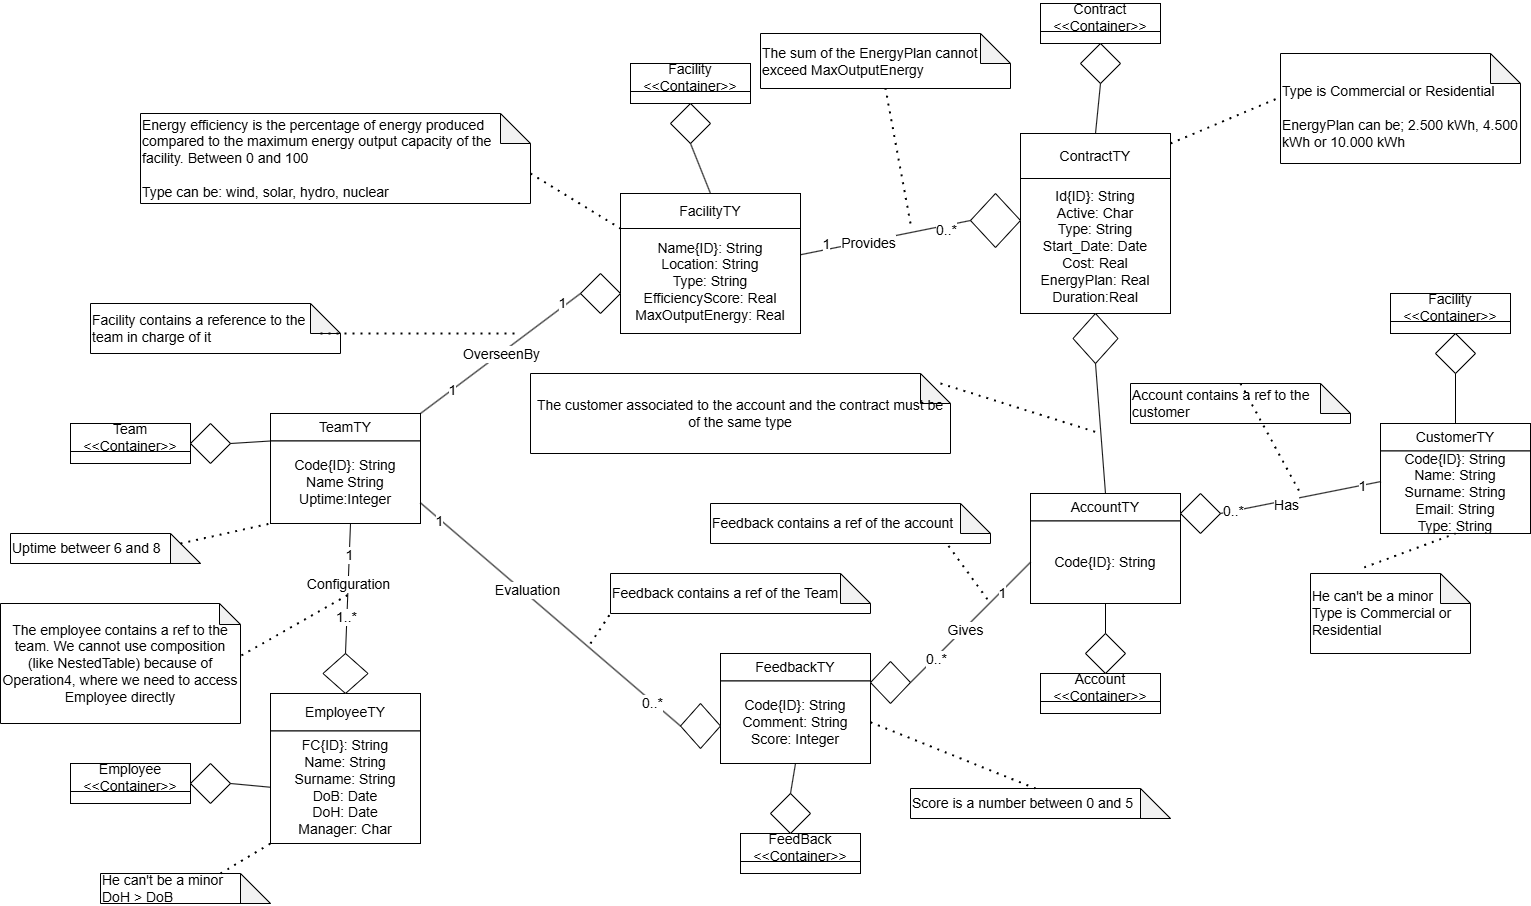 Contract
<<Container>>
The sum of the EnergyPlan cannot
exceed MaxOutputEnergy
Facility
<<Container>>
Type is Commercial or Residential
EnergyPlan can be; 2.500 kWh, 4.500
kWh or 10.000 kWh
Energy efficiency is the percentage of energy produced
compared to the maximum energy output capacity of the
facility. Between 0 and 100
Type can be: wind, solar, hydro, nuclear
ContractTY
Id{ID}: String
Active: Char
Type: String
Start_Date: Date
Cost: Real
EnergyPlan: Real
Duration:Real
FacilityTY
Name{ID}: String
Location: String
Type: String
EfficiencyScore: Real
MaxOutputEnergy: Real
1
Provides
0..*
Facility contains a reference to the
team in charge of it
1
OverseenBy
1
Facility
<<Container>>
The customer associated to the account and the contract must be
of the same type
Account contains a ref to the
customer
Team
<<Container>>
TeamTY
Code{ID}: String
Name String
Uptime:Integer
CustomerTY
Code{ID}: String
Name: String
Surname: String
Email: String
Type: String
AccountTY
Code{ID}: String
0..*
Has
1
Feedback contains a ref of the account
Uptime betweer 6 and 8
1
Configuration
1..*
1
Evaluation
0..*
Feedback contains a ref of the Team
1
Gives
0..*
He can't be a minor
Type is Commercial or
Residential
The employee contains a ref to the
team. We cannot use composition
(like NestedTable) because of
Operation4, where we need to access
Employee directly
FeedbackTY
Code{ID}: String
Comment: String
Score: Integer
Account
<<Container>>
EmployeeTY
FC{ID}: String
Name: String
Surname: String
DoB: Date
DoH: Date
Manager: Char
Employee
<<Container>>
Score is a number between 0 and 5
FeedBack
<<Container>>
He can't be a minor
DoH > DoB